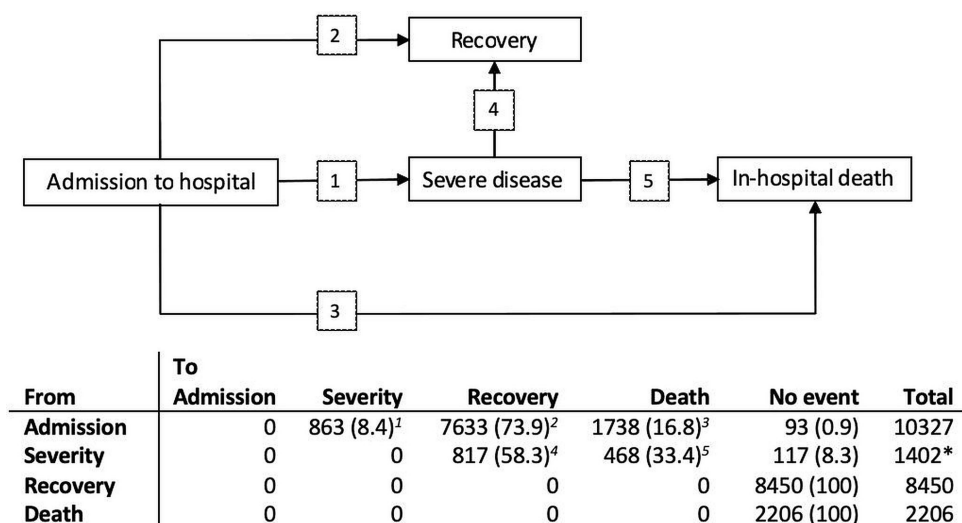 2
Recovery
4
Admission to hospital
1
Severe disease
5
In-hospital death
3
To
From Admission Severity Recovery Death No event Total
Admission 0 863 (8.4)¹ 7633 (73.9)² 1738 (16.8)³ 93 (0.9) 10327
Severity 0 0 817 (58.3)⁴ 468 (33.4)⁵ 117 (8.3) 1402*
Recovery 0 0 0 0 8450 (100) 8450
Death 0 0 0 0 2206 (100) 2206